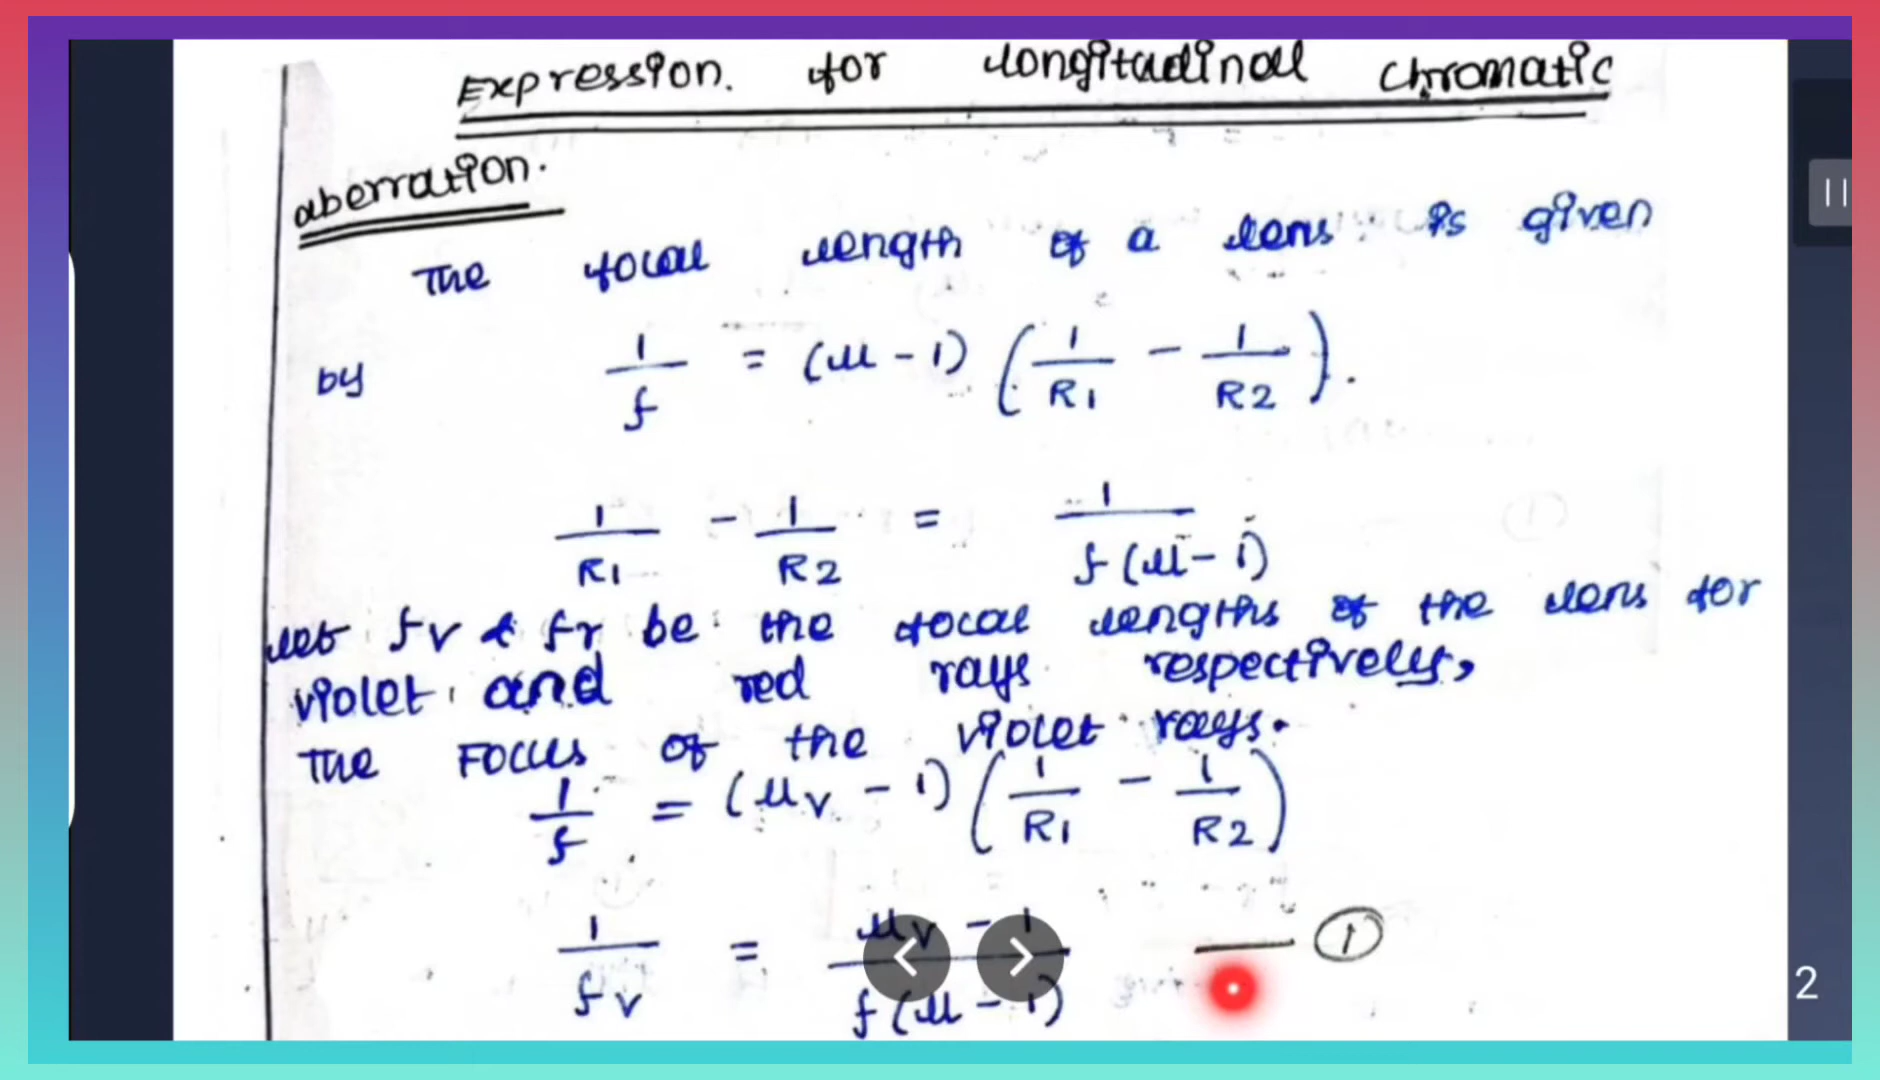 Expression. for longitudinal chromatic
aberration.
The focal length of a lens is given
by 1/f = (μ - 1) (1/R1 - 1/R2).
1/R1 - 1/R2 = 1/f(μ - 1)
let fv & fr be the focal lengths of the lens for
violet and red rays respectively,
The Focus of the violet rays.
1/f = (μv - 1) (1/R1 - 1/R2)
1/fv = μv - 1/f(μ - 1) — ①
2